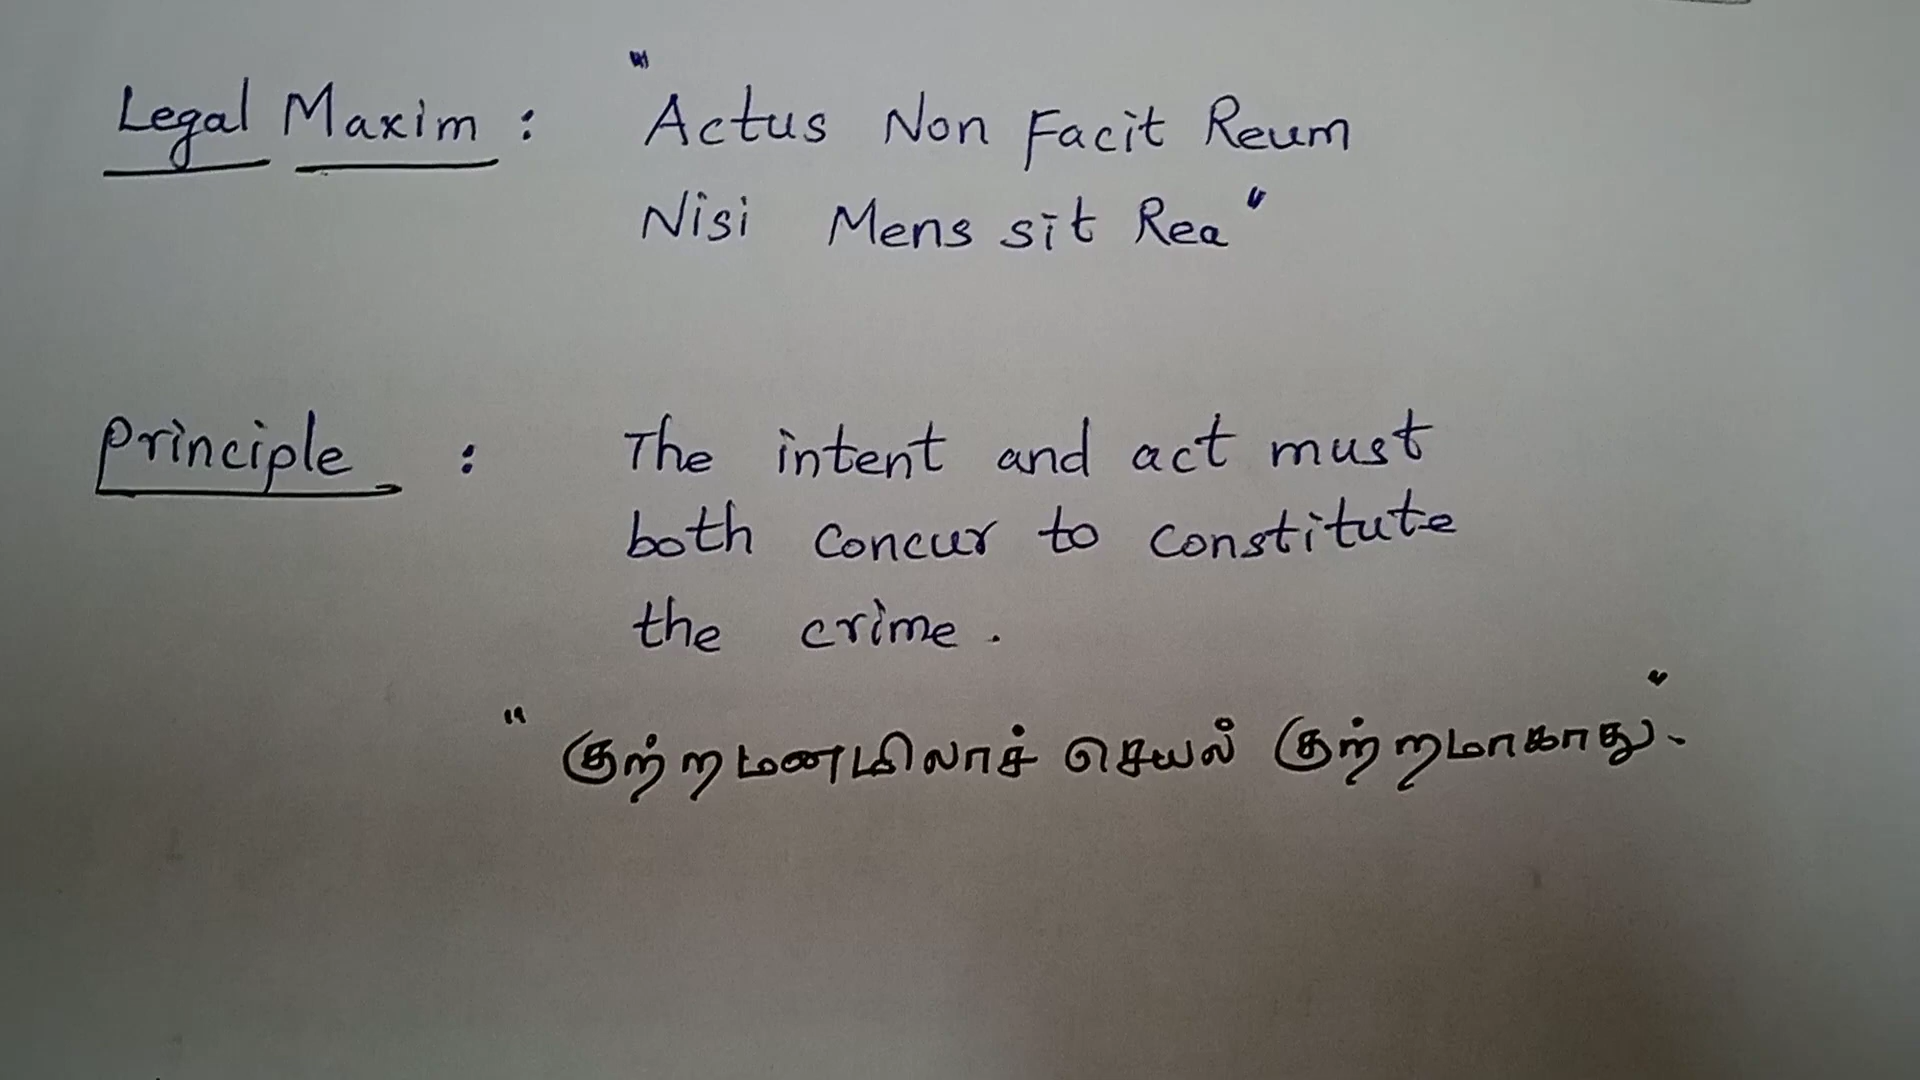 Legal Maxim : "Actus Non Facit Reum
Nisi Mens sit Rea"
Principle : The intent and act must
both concur to constitute
the crime.
"குற்றமனமிலாச் செயல் குற்றமாகாது."